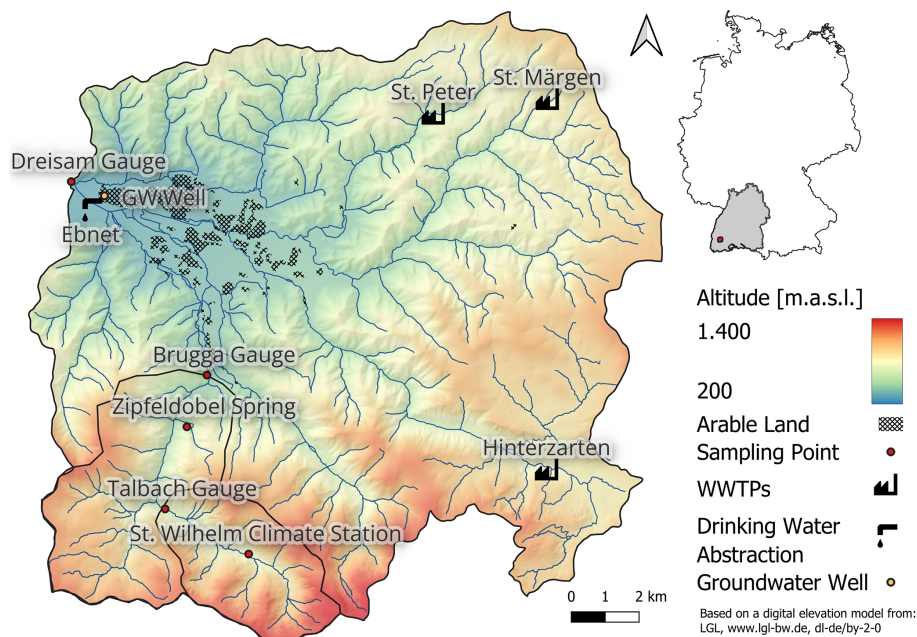 St. Märgen
St. Peter
Dreisam Gauge
GW Well
Ebnet
Brugga Gauge
Zipfeldobel Spring
Hinterzarten
Talbach Gauge
St. Wilhelm Climate Station
0 1 2 km
Altitude [m.a.s.l.]
1.400
200
Arable Land
Sampling Point
WWTPs
Drinking Water
Abstraction
Groundwater Well
Based on a digital elevation model from:
LGL, www.lgl-bw.de, dl-de/by-2-0